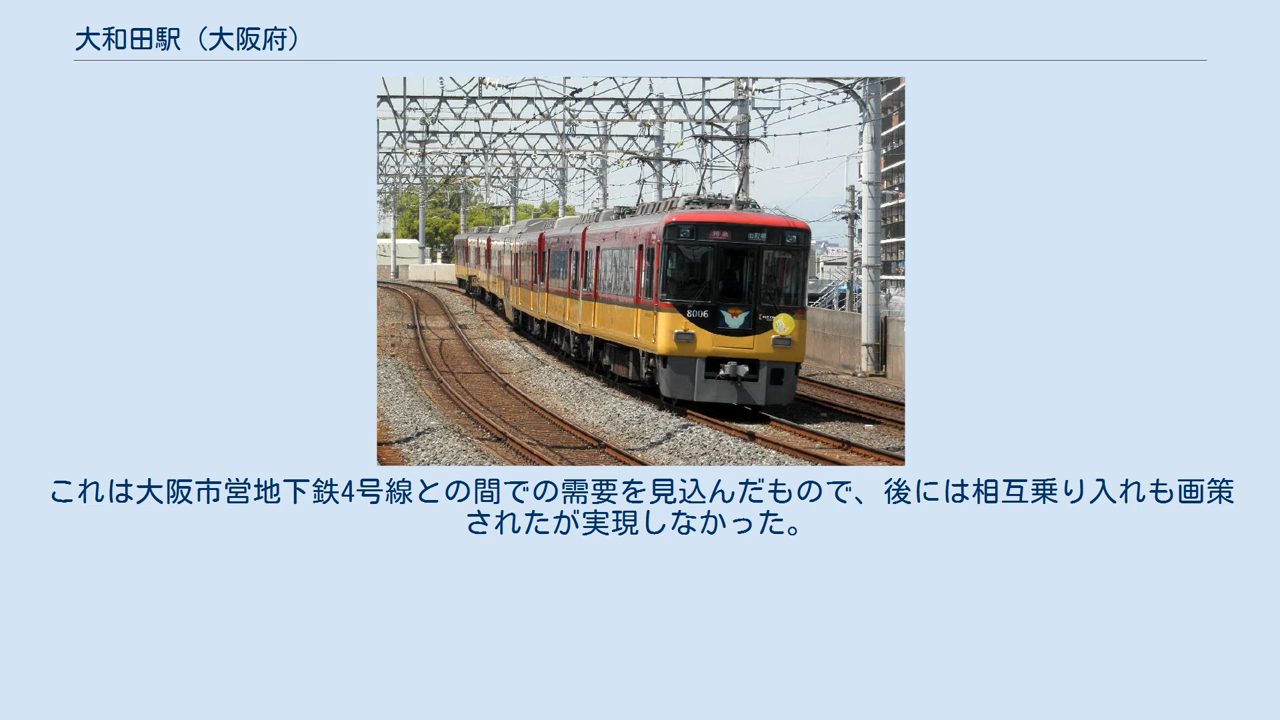 大和田駅（大阪府）
特急
8006
これは大阪市営地下鉄4号線との間での需要を見込んだもので、後には相互乗り入れも画策
されたが実現しなかった。